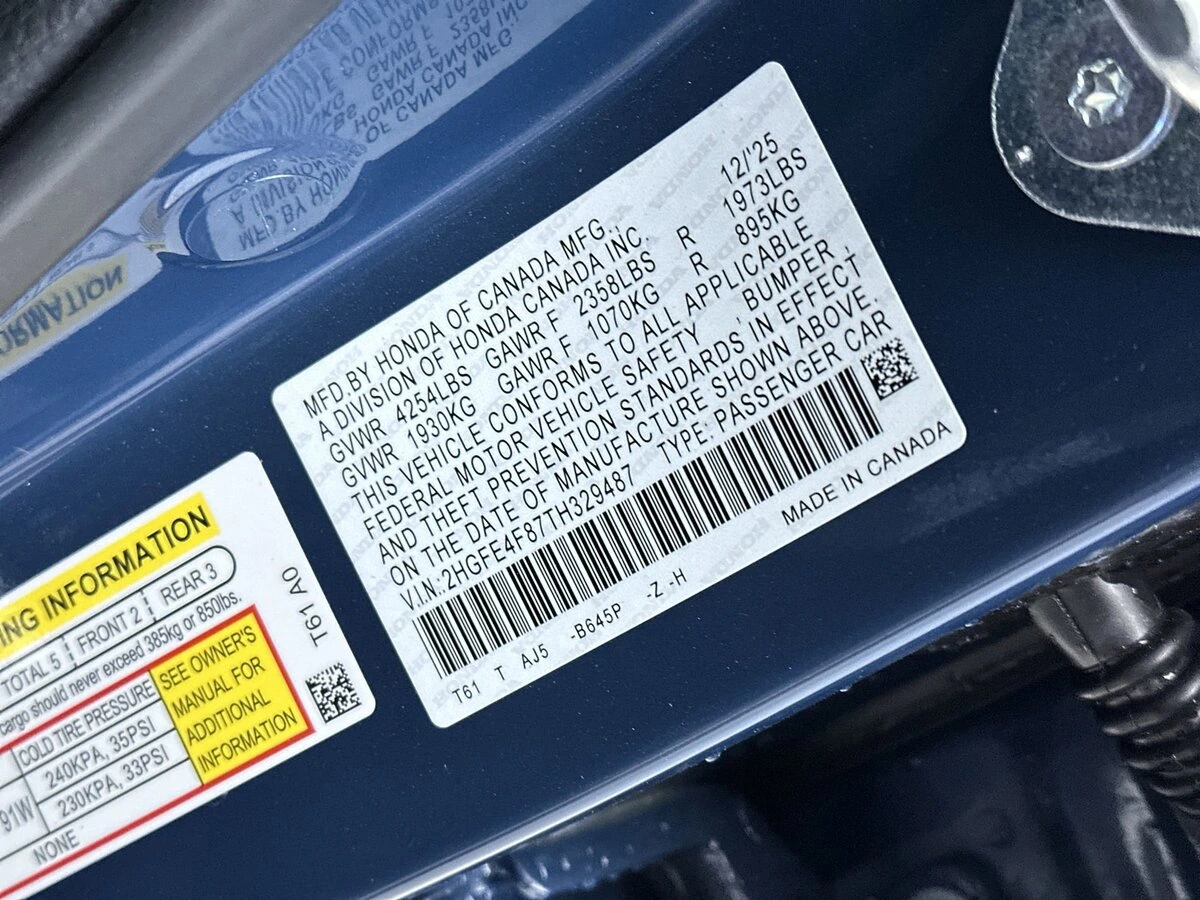 MFD.BY HONDA OF CANADA MFG., 12/'25
A DIVISION OF HONDA CANADA INC.
GVWR 4254LBS GAWR F 2358LBS R 1973LBS
GVWR 1930KG GAWR F 1070KG R 895KG
THIS VEHICLE CONFORMS TO ALL APPLICABLE
FEDERAL MOTOR VEHICLE SAFETY , BUMPER ,
AND THEFT PREVENTION STANDARDS IN EFFECT
ON THE DATE OF MANUFACTURE SHOWN ABOVE.
V.I.N.:2HGFE4F87TH329487 TYPE: PASSENGER CAR
T61 T AJ5 -B645P -Z -H
MADE IN CANADA
ING INFORMATION
TOTAL 5 FRONT 2 REAR 3
cargo should never exceed 385kg or 850lbs.
COLD TIRE PRESSURE
240KPA, 35PSI
91W 230KPA, 33PSI
NONE
SEE OWNER'S
MANUAL FOR
ADDITIONAL
INFORMATION
T61 A0